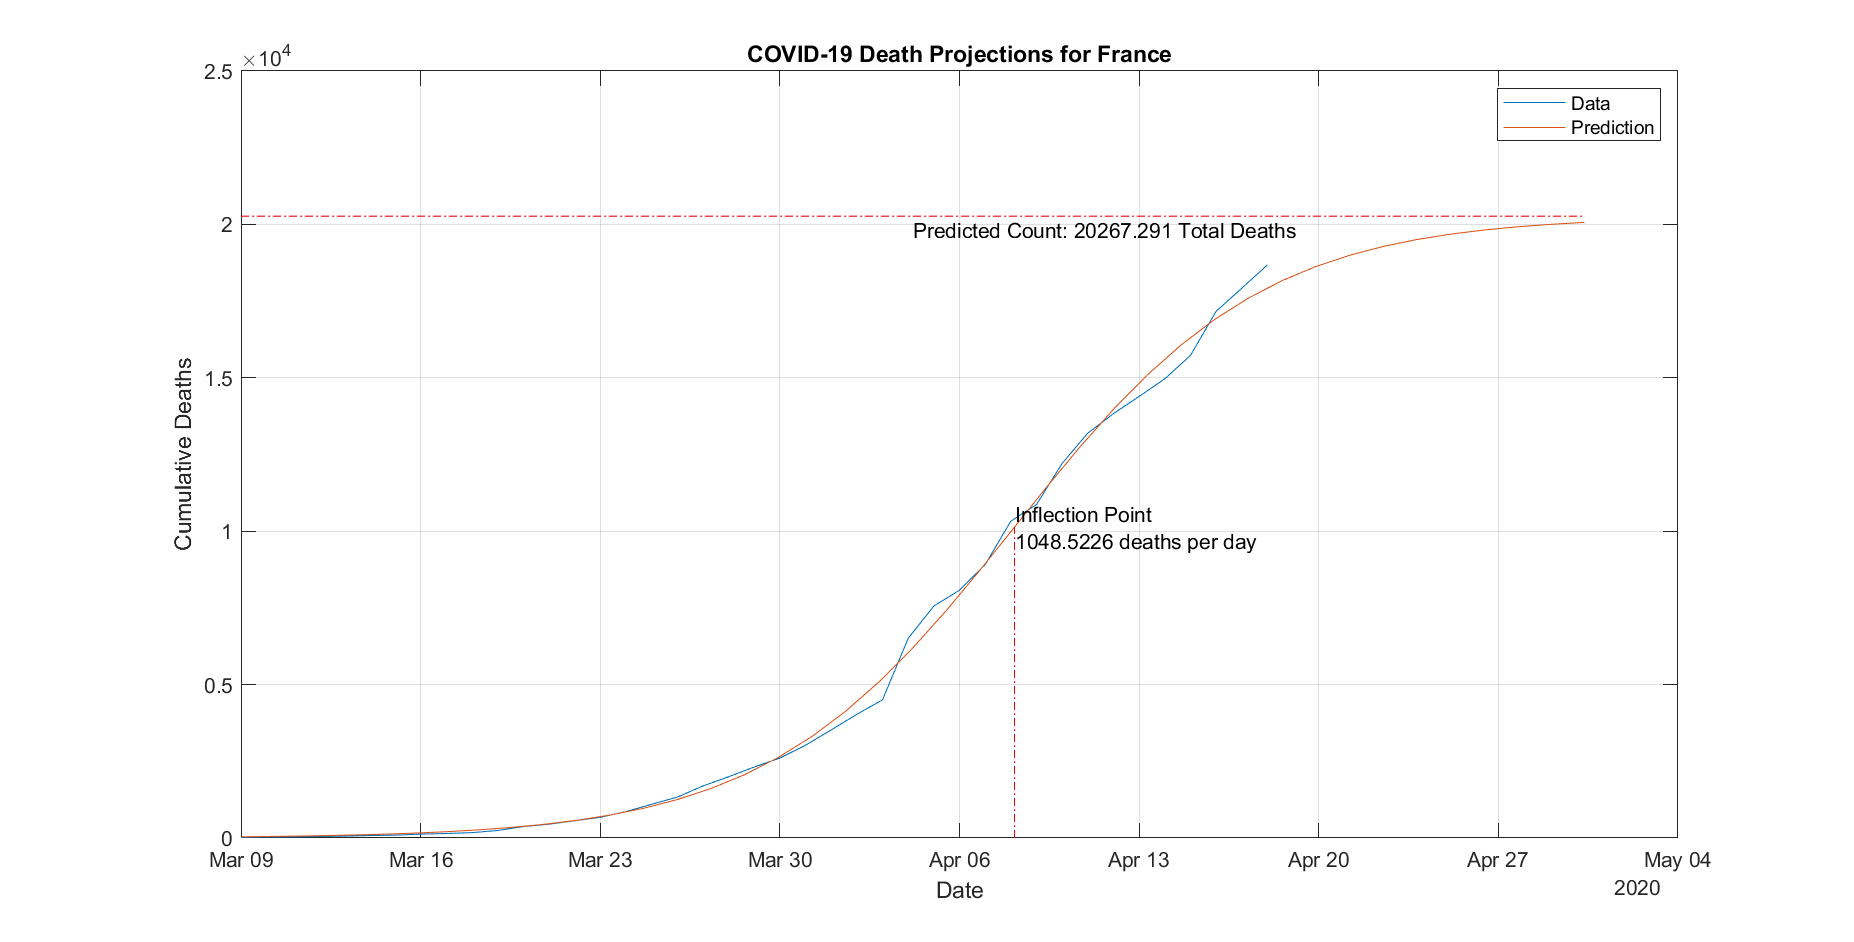 COVID-19 Death Projections for France
×10^4
2.5
2
1.5
1
0.5
0
Cumulative Deaths
Data
Prediction
Predicted Count: 20267.291 Total Deaths
Inflection Point
1048.5226 deaths per day
Mar 09 Mar 16 Mar 23 Mar 30 Apr 06 Apr 13 Apr 20 Apr 27 May 04
Date
2020